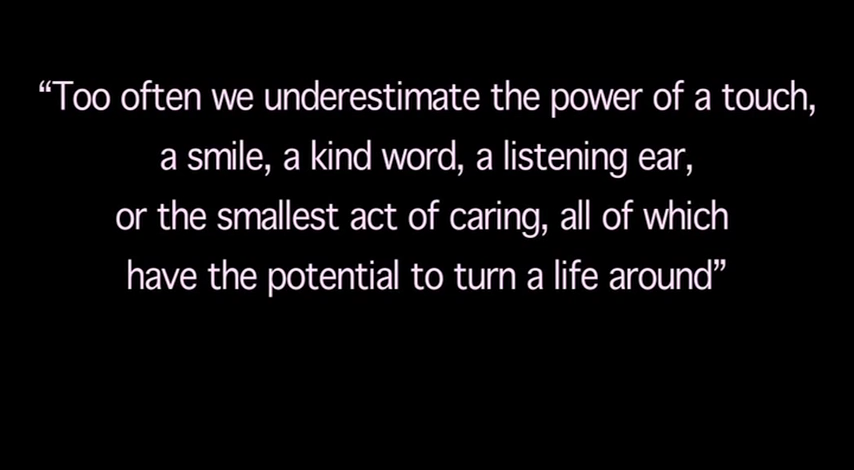 “Too often we underestimate the power of a touch,
a smile, a kind word, a listening ear,
or the smallest act of caring, all of which
have the potential to turn a life around”